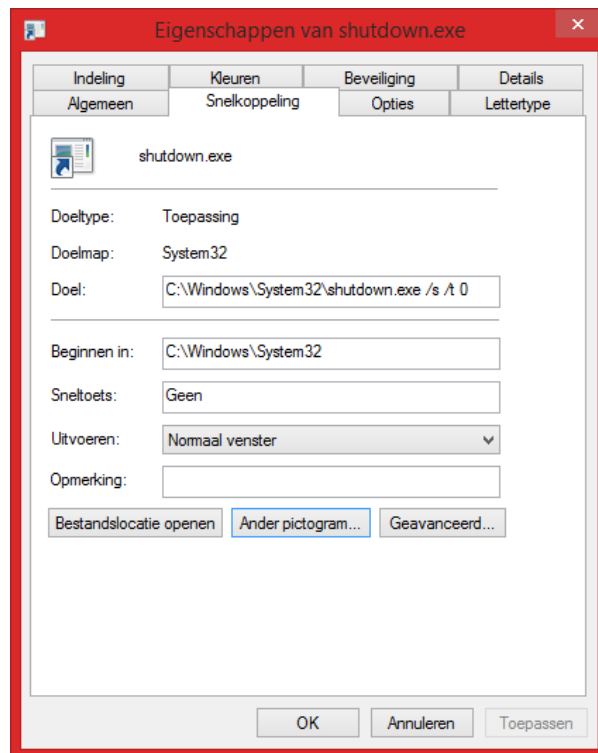 Eigenschappen van shutdown.exe
Indeling Kleuren Beveiliging Details
Algemeen Snelkoppeling Opties Lettertype
shutdown.exe
Doeltype: Toepassing
Doelmap: System32
Doel: C:\Windows\System32\shutdown.exe /s /t 0
Beginnen in: C:\Windows\System32
Sneltoets: Geen
Uitvoeren: Normaal venster
Opmerking:
Bestandslocatie openen Ander pictogram... Geavanceerd...
OK Annuleren Toepassen